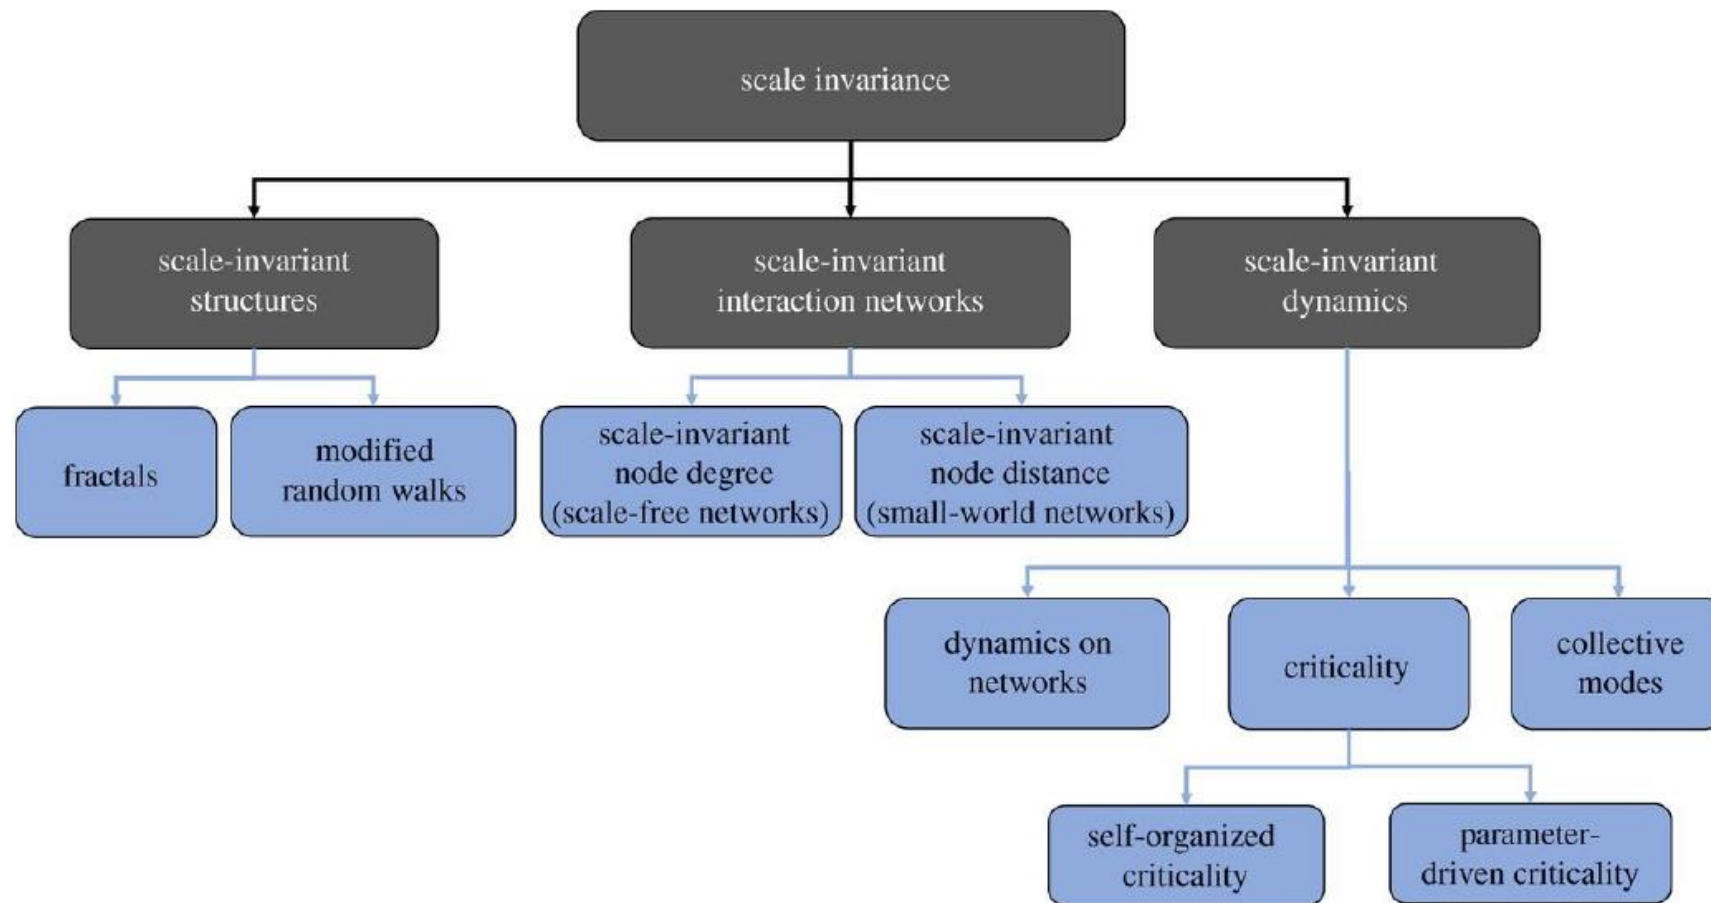 scale invariance
scale-invariant
structures
scale-invariant
interaction networks
scale-invariant
dynamics
fractals
modified
random walks
scale-invariant
node degree
(scale-free networks)
scale-invariant
node distance
(small-world networks)
dynamics on
networks
criticality
collective
modes
self-organized
criticality
parameter-
driven criticality